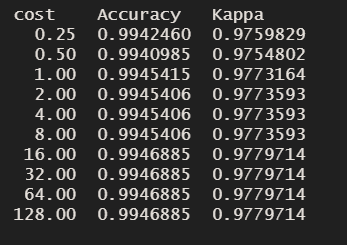 cost Accuracy Kappa
0.25 0.9942460 0.9759829
0.50 0.9940985 0.9754802
1.00 0.9945415 0.9773164
2.00 0.9945406 0.9773593
4.00 0.9945406 0.9773593
8.00 0.9945406 0.9773593
16.00 0.9946885 0.9779714
32.00 0.9946885 0.9779714
64.00 0.9946885 0.9779714
128.00 0.9946885 0.9779714